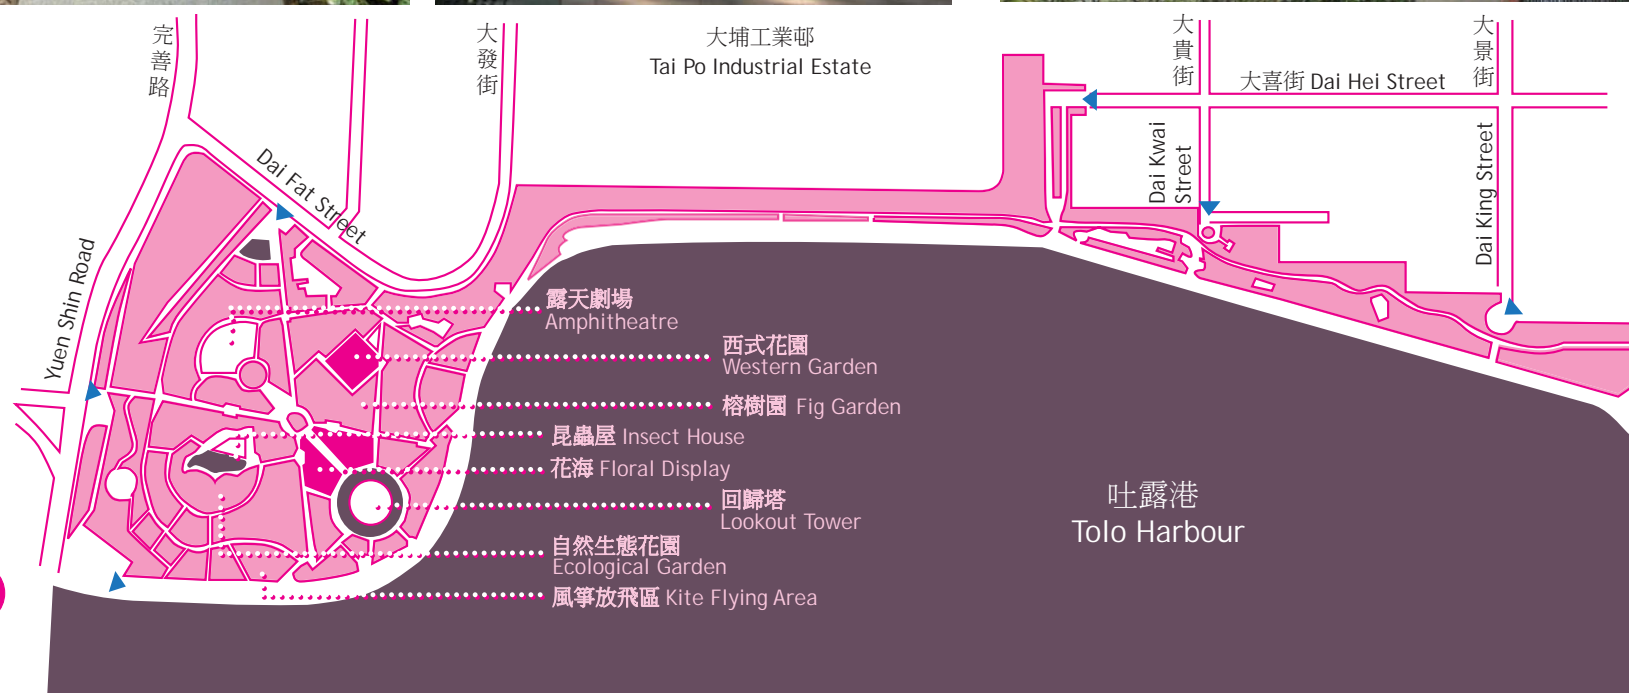 完善路
大發街
大埔工業邨
Tai Po Industrial Estate
大貴街
大喜街 Dai Hei Street
大景街
Dai Fat Street
Dai Kwai
Street
Dai King Street
Yuen Shin Road
露天劇場
Amphitheatre
西式花園
Western Garden
榕樹園 Fig Garden
昆蟲屋 Insect House
花海 Floral Display
回歸塔
Lookout Tower
吐露港
Tolo Harbour
自然生態花園
Ecological Garden
風箏放飛區 Kite Flying Area